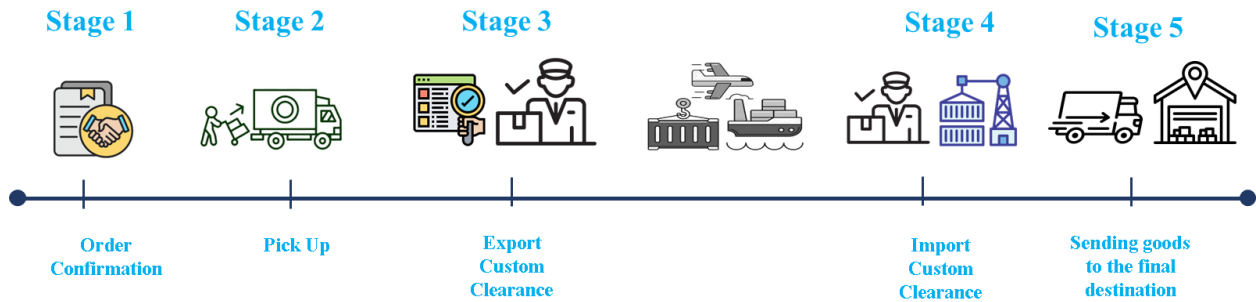 Stage 1
Stage 2
Stage 3
Stage 4
Stage 5
Order
Confirmation
Pick Up
Export
Custom
Clearance
Import
Custom
Clearance
Sending goods
to the final
destination